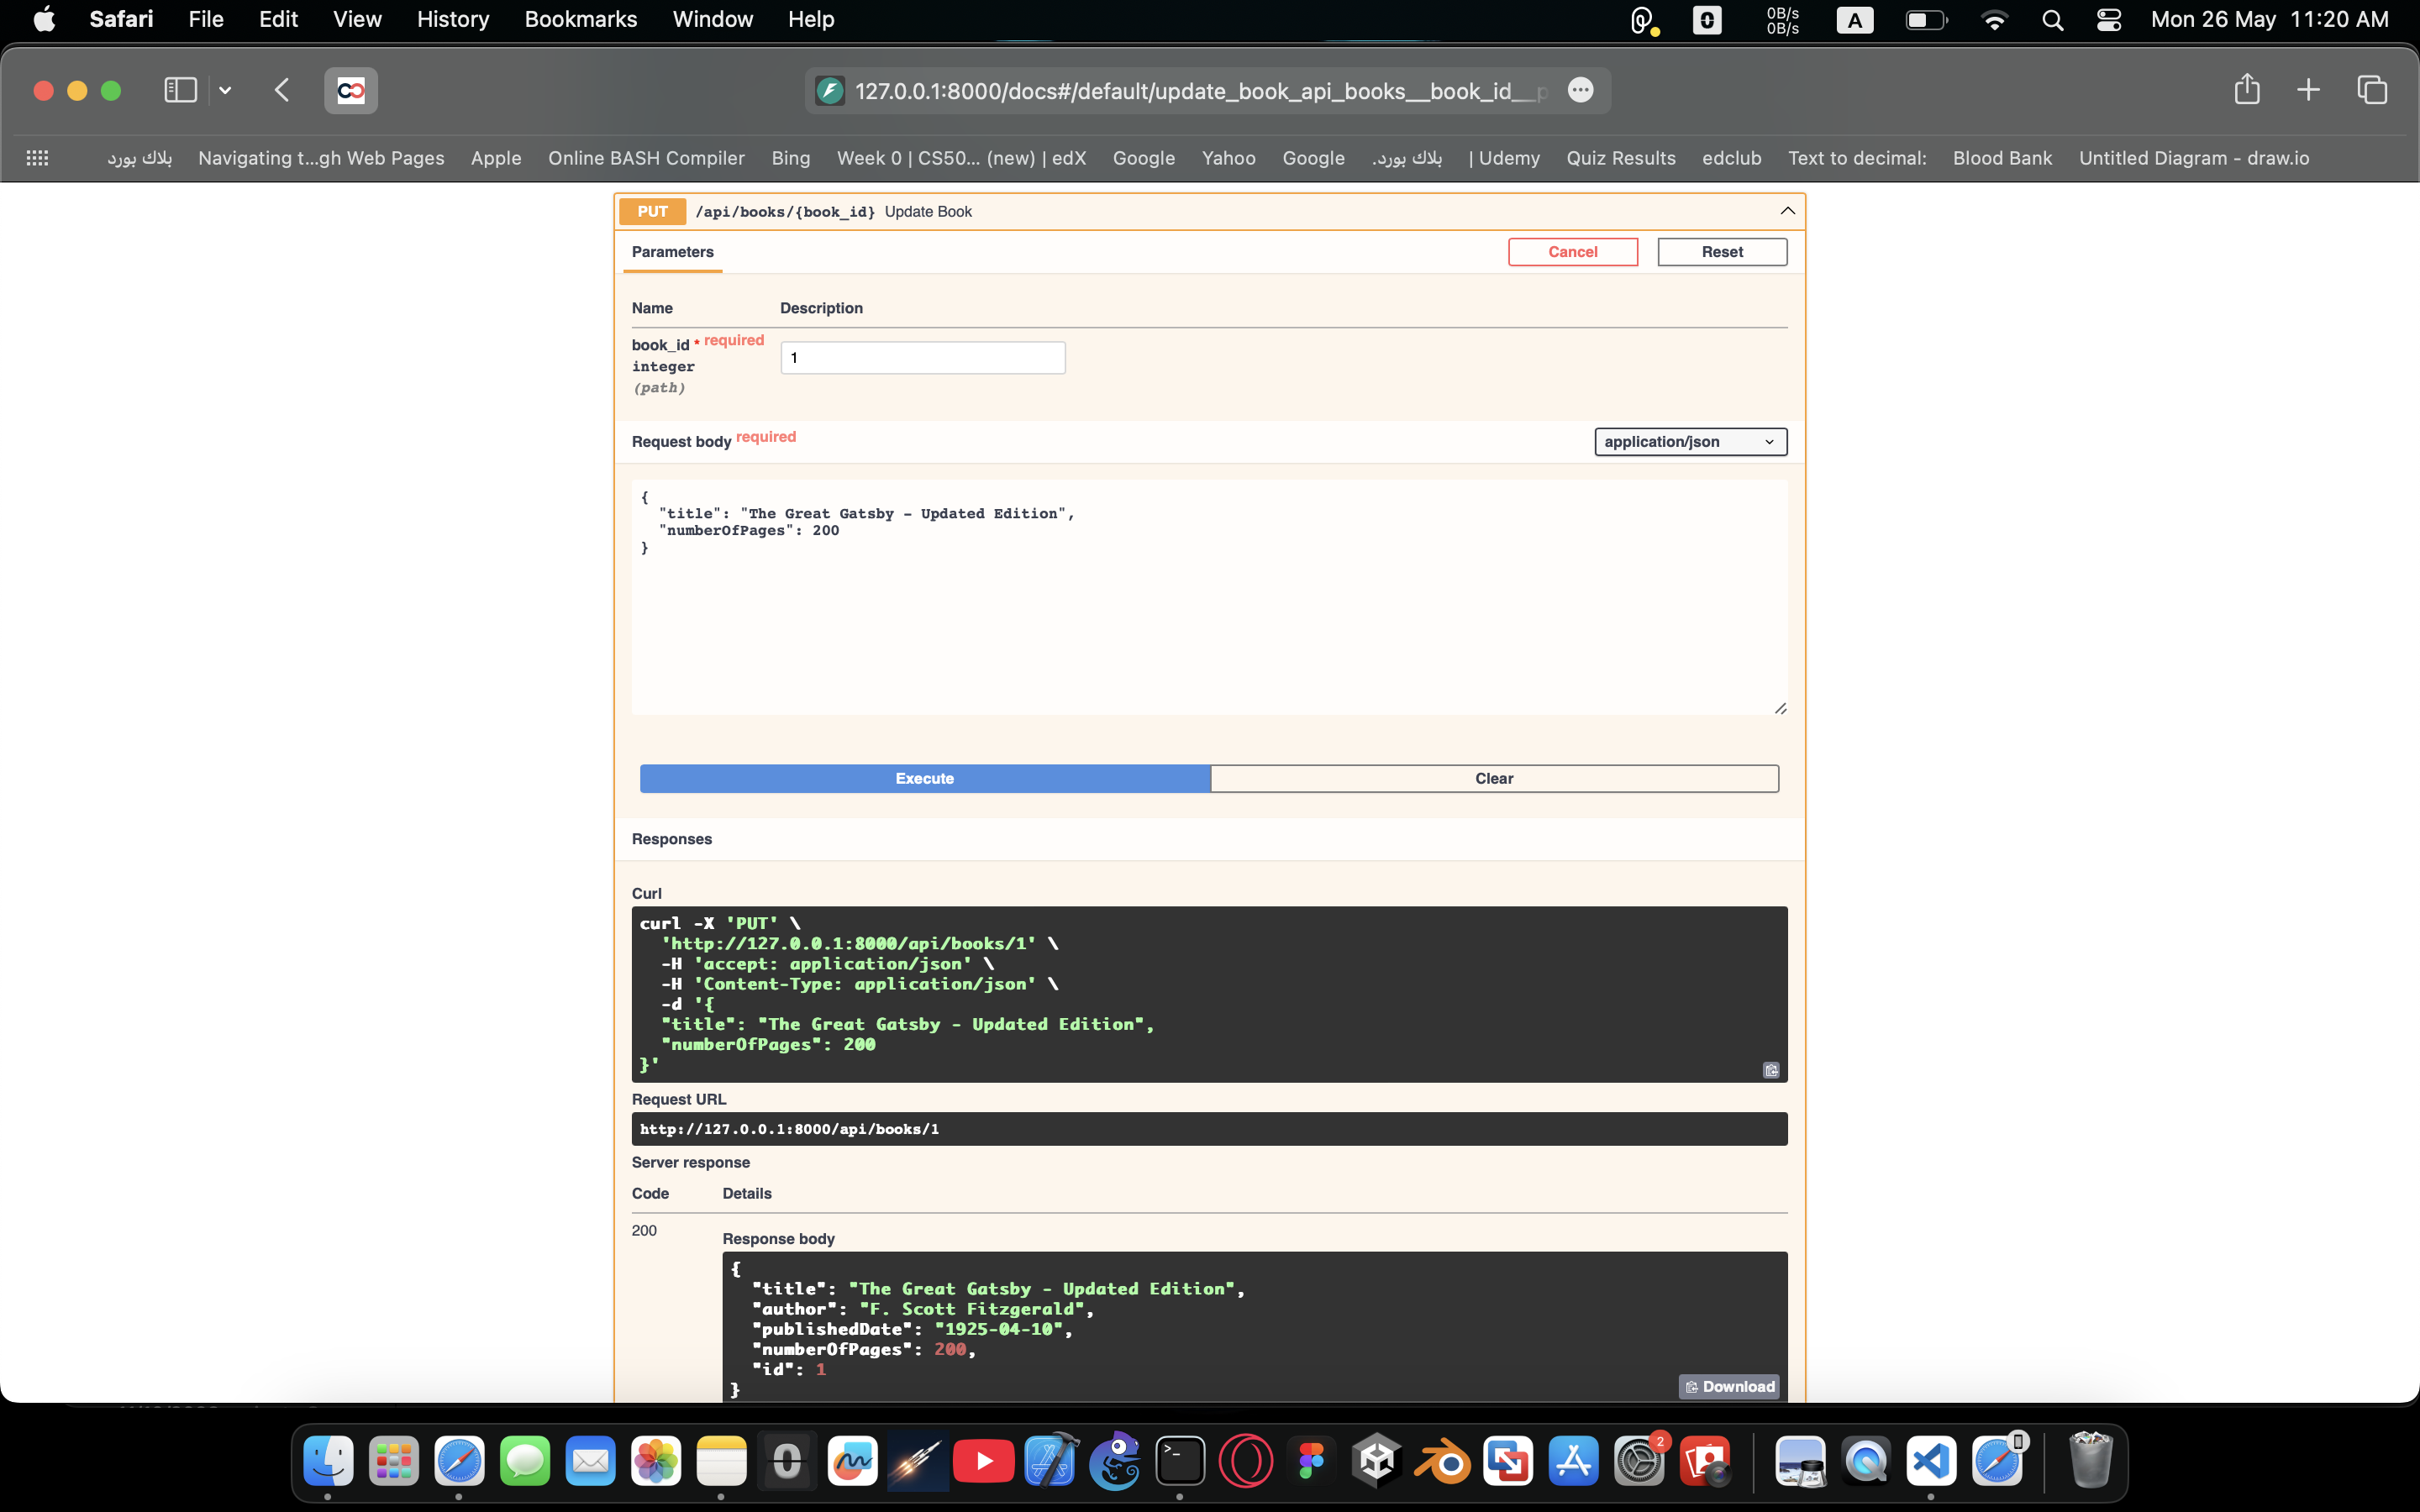 Safari File Edit View History Bookmarks Window Help 0B/s 0B/s A Mon 26 May 11:20 AM
127.0.0.1:8000/docs#/default/update_book_api_books__book_id__p
بلاك بورد Navigating t...gh Web Pages Apple Online BASH Compiler Bing Week 0 | CS50... (new) | edX Google Yahoo Google بلاك بورد. | Udemy Quiz Results edclub Text to decimal: Blood Bank Untitled Diagram - draw.io
PUT /api/books/{book_id} Update Book
Parameters Cancel Reset
Name Description
book_id * required
1
integer
(path)
Request body required application/json
{
"title": "The Great Gatsby - Updated Edition",
"numberOfPages": 200
}
Execute Clear
Responses
Curl
curl -X 'PUT' \
'http://127.0.0.1:8000/api/books/1' \
-H 'accept: application/json' \
-H 'Content-Type: application/json' \
-d '{
"title": "The Great Gatsby - Updated Edition",
"numberOfPages": 200
}'
Request URL
http://127.0.0.1:8000/api/books/1
Server response
Code Details
200
Response body
{
"title": "The Great Gatsby - Updated Edition",
"author": "F. Scott Fitzgerald",
"publishedDate": "1925-04-10",
"numberOfPages": 200,
"id": 1
}
Download
2